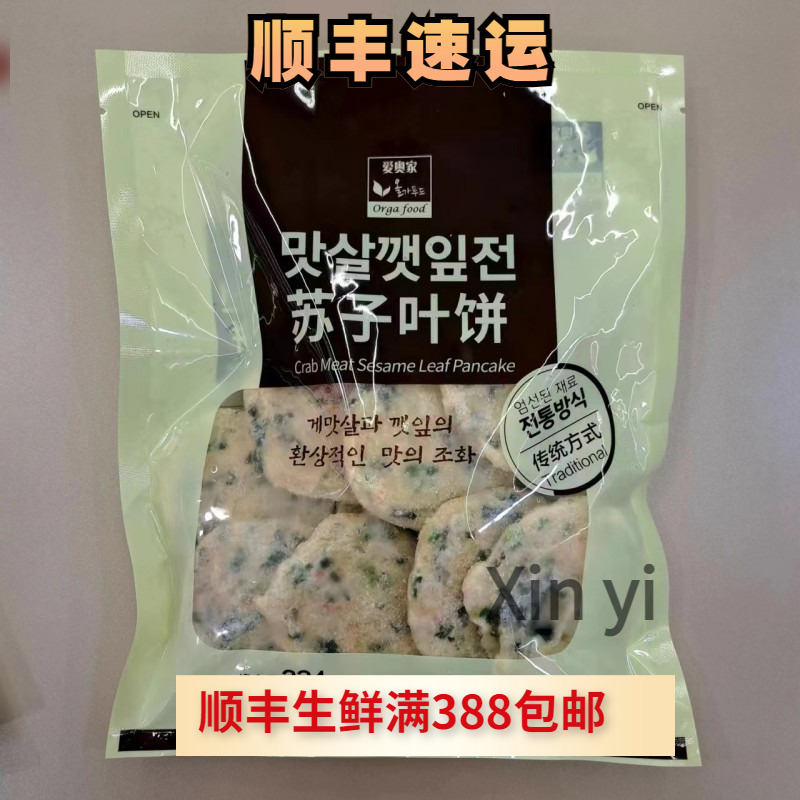 顺丰速运
OPEN
OPEN
爱奥家
올가푸드
Orga food
맛살깻잎전
苏子叶饼
Crab Meat Sesame Leaf Pancake
엄선된 재료
전통방식
传统方式
Traditional
게맛살과 깻잎의
환상적인 맛의 조화
Xin yi
顺丰生鲜满388包邮